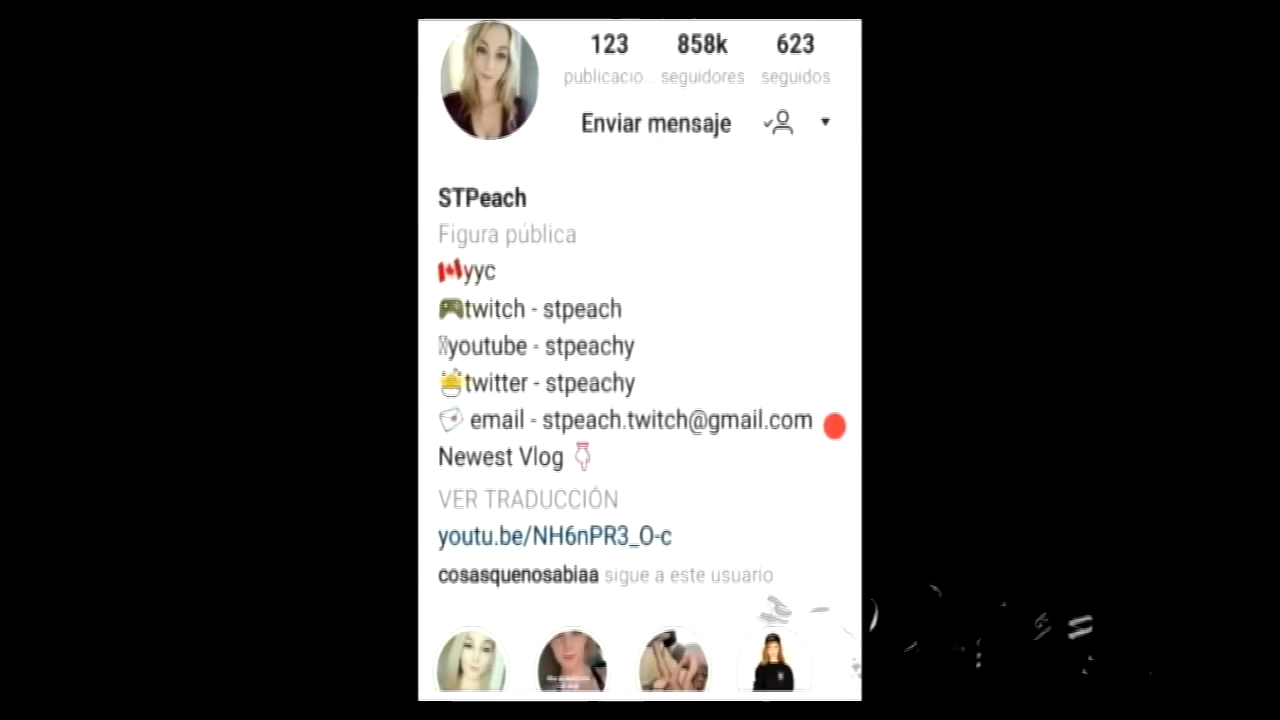 123 858k 623
publicacio... seguidores seguidos
Enviar mensaje
STPeach
Figura pública
🇨🇦yyc
🎮twitch - stpeach
youtube - stpeachy
🐣twitter - stpeachy
✉ email - stpeach.twitch@gmail.com
Newest Vlog 👇
VER TRADUCCIÓN
youtu.be/NH6nPR3_O-c
cosasquenosabiaa sigue a este usuario